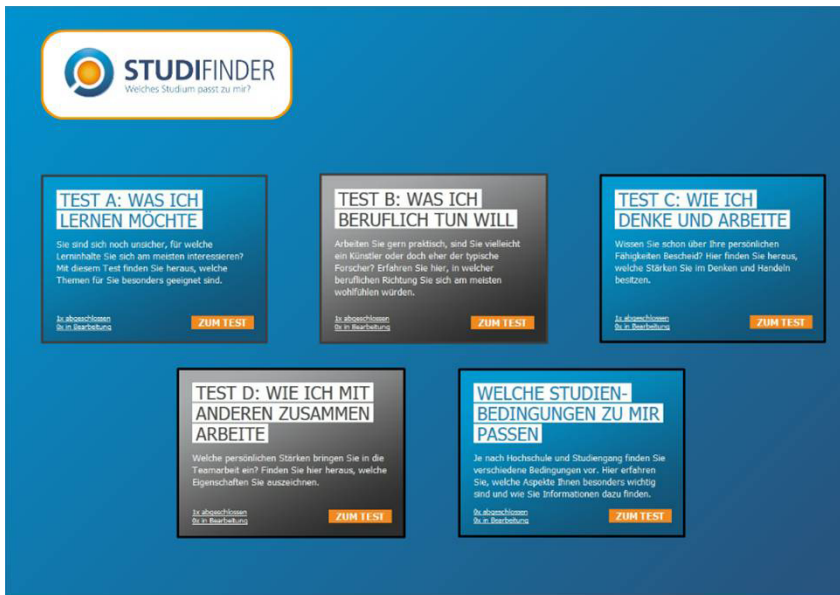 STUDIFINDER
Welches Studium passt zu mir?
TEST A: WAS ICH
LERNEN MÖCHTE
Sie sind sich noch unsicher, für welche
Lerninhalte Sie sich am meisten interessieren?
Mit diesem Test finden Sie heraus, welche
Themen für Sie besonders geeignet sind.
1x abgeschlossen
0x in Bearbeitung
ZUM TEST
TEST B: WAS ICH
BERUFLICH TUN WILL
Arbeiten Sie gern praktisch, sind Sie vielleicht
ein Künstler oder doch eher der typische
Forscher? Erfahren Sie hier, in welcher
beruflichen Richtung Sie sich am meisten
wohlfühlen würden.
1x abgeschlossen
0x in Bearbeitung
ZUM TEST
TEST C: WIE ICH
DENKE UND ARBEITE
Wissen Sie schon über Ihre persönlichen
Fähigkeiten Bescheid? Hier finden Sie heraus,
welche Stärken Sie im Denken und Handeln
besitzen.
1x abgeschlossen
0x in Bearbeitung
ZUM TEST
TEST D: WIE ICH MIT
ANDEREN ZUSAMMEN
ARBEITE
Welche persönlichen Stärken bringen Sie in die
Teamarbeit ein? Finden Sie hier heraus, welche
Eigenschaften Sie auszeichnen.
1x abgeschlossen
0x in Bearbeitung
ZUM TEST
WELCHE STUDIEN-
BEDINGUNGEN ZU MIR
PASSEN
Je nach Hochschule und Studiengang finden Sie
verschiedene Bedingungen vor. Hier erfahren
Sie, welche Aspekte Ihnen besonders wichtig
sind und wie Sie Informationen dazu finden.
0x abgeschlossen
0x in Bearbeitung
ZUM TEST